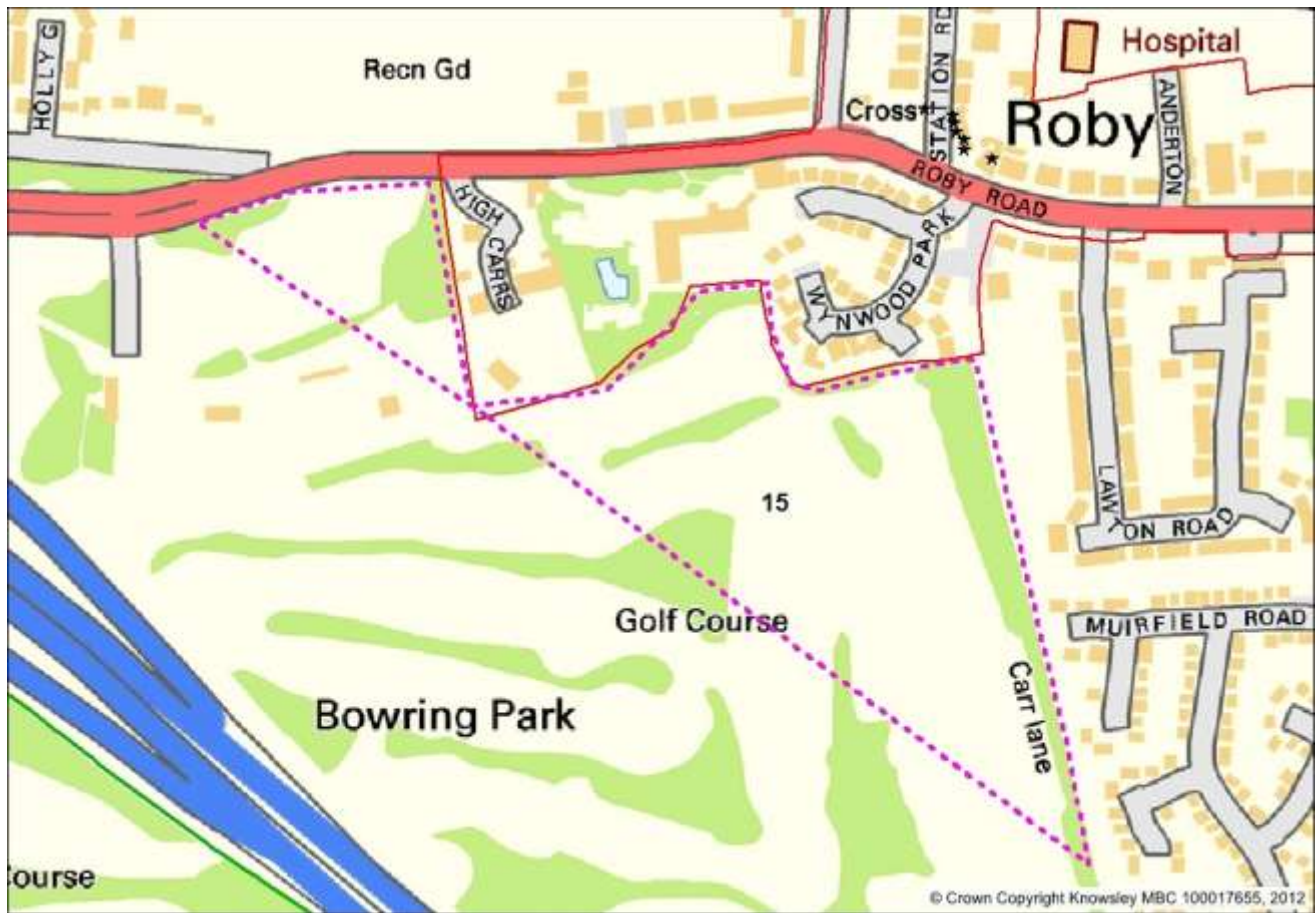 HOLLY G
Recn Gd
Cross
STATION RD
Hospital
Roby
ANDERTON
ROBY ROAD
HIGH CARRS
WYNWOOD PARK
LAWTON ROAD
15
Golf Course
MUIRFIELD ROAD
Carr lane
Bowring Park
Course
© Crown Copyright Knowsley MBC 100017655, 2012